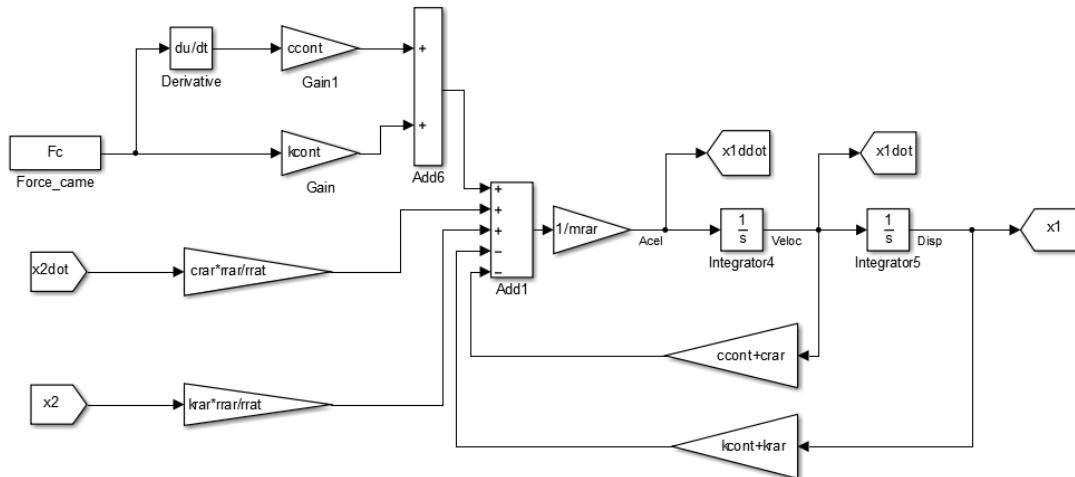 du/dt
Derivative
ccont
Gain1
+
+
Add6
Fc
Force_came
kcont
Gain
x1ddot
x1dot
x2dot
crar*rrar/rrat
+
+
+
−
−
Add1
1/mrar
Acel
1
s
Integrator4
Veloc
1
s
Integrator5
Disp
x1
ccont+crar
x2
krar*rrar/rrat
kcont+krar